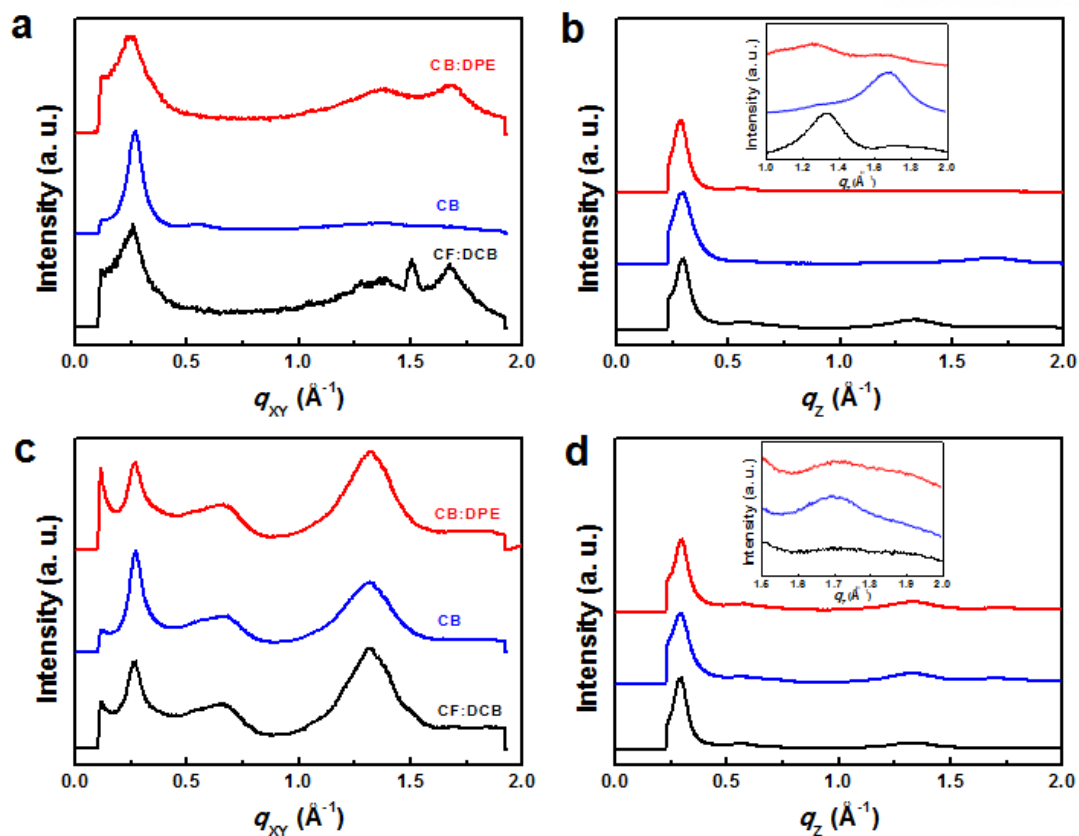 a
Intensity (a. u.)
CB:DPE
CB
CF:DCB
0.0 0.5 1.0 1.5 2.0
qXY (Å-1)
b
Intensity (a. u.)
Intensity (a. u.)
1.0 1.2 1.4 1.6 1.8 2.0
qz(Å-1)
0.0 0.5 1.0 1.5 2.0
qZ (Å-1)
c
Intensity (a. u.)
CB:DPE
CB
CF:DCB
0.0 0.5 1.0 1.5 2.0
qXY (Å-1)
d
Intensity (a. u.)
Intensity (a. u.)
1.6 1.7 1.8 1.9 2.0
qz(Å-1)
0.0 0.5 1.0 1.5 2.0
qZ (Å-1)